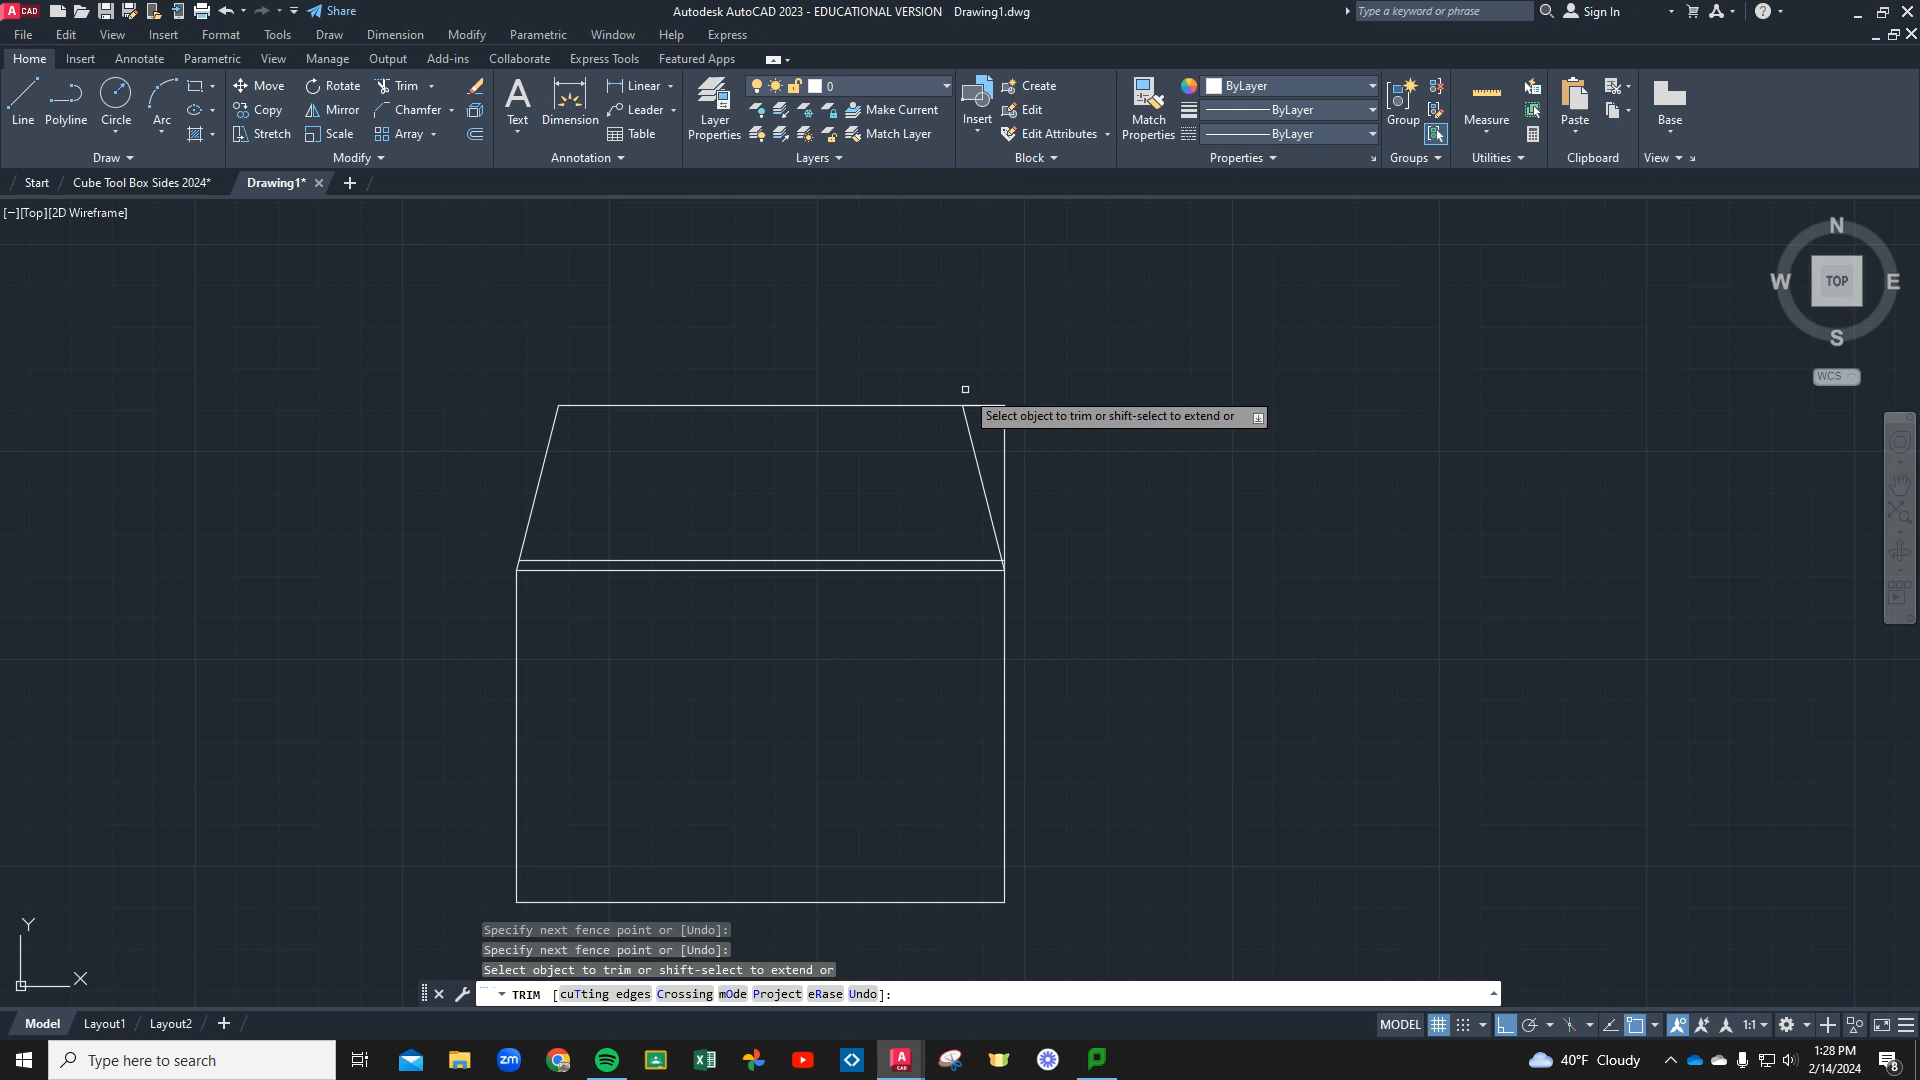 A CAD Share Autodesk AutoCAD 2023 - EDUCATIONAL VERSION Drawing1.dwg Type a keyword or phrase Sign In
File Edit View Insert Format Tools Draw Dimension Modify Parametric Window Help Express
Home Insert Annotate Parametric View Manage Output Add-ins Collaborate Express Tools Featured Apps
Line Polyline Circle Arc
Move Rotate Trim
Copy Mirror Chamfer
Stretch Scale Array
Text Dimension
Linear
Leader
Table
Layer Properties
0
Make Current
Match Layer
Insert
Create
Edit
Edit Attributes
Match Properties
ByLayer
ByLayer
ByLayer
Group
Measure
Paste
Base
Draw Modify Annotation Layers Block Properties Groups Utilities Clipboard View
Start Cube Tool Box Sides 2024* Drawing1*
[−][Top][2D Wireframe]
N
W TOP E
S
WCS
Select object to trim or shift-select to extend or
Y
X
Specify next fence point or [Undo]:
Specify next fence point or [Undo]:
Select object to trim or shift-select to extend or
TRIM [cuTting edges Crossing mOde Project eRase Undo]:
Model Layout1 Layout2 MODEL 1:1
Type here to search zm A CAD 40°F Cloudy 1:28 PM
2/14/2024 8